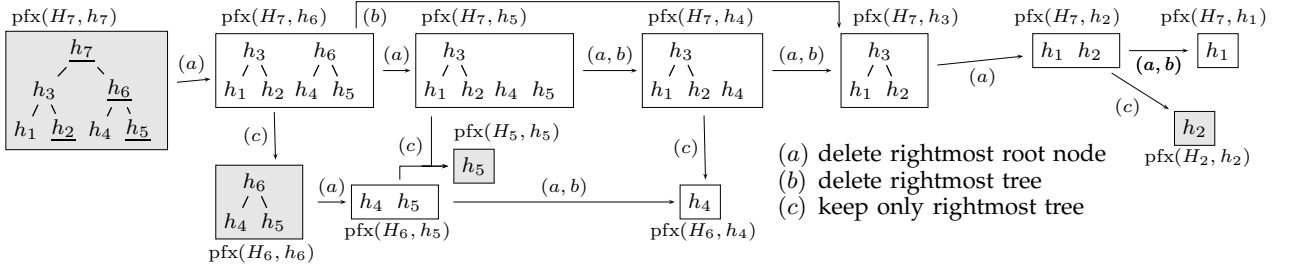 pfx(H₇, h₇) pfx(H₇, h₆) (b) pfx(H₇, h₅) pfx(H₇, h₄) pfx(H₇, h₃) pfx(H₇, h₂) pfx(H₇, h₁)
h₇ (a) h₃ h₆ (a) h₃ (a, b) h₃ (a, b) h₃ (a) h₁ h₂ (a, b) h₁
h₃ h₆ h₁ h₂ h₄ h₅ h₁ h₂ h₄ h₅ h₁ h₂ h₄ h₁ h₂ (c)
h₁ h₂ h₄ h₅ (c) (c) pfx(H₅, h₅) (c) h₂
h₅ (a) delete rightmost root node pfx(H₂, h₂)
h₆ (a) (a, b) (b) delete rightmost tree
h₄ h₅ h₄ h₅ h₄ (c) keep only rightmost tree
pfx(H₆, h₅) pfx(H₆, h₄)
pfx(H₆, h₆)